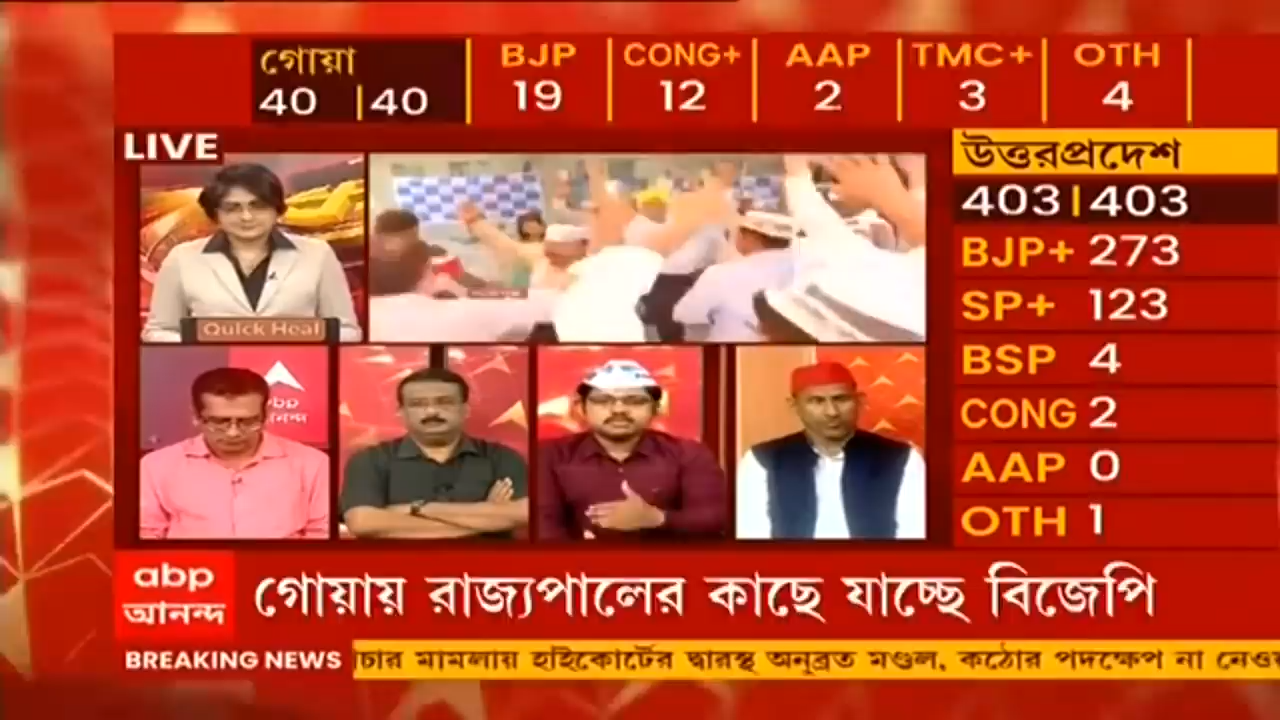 গোয়া BJP CONG+ AAP TMC+ OTH
40 |40 19 12 2 3 4
LIVE
উত্তরপ্রদেশ
403|403
BJP+ 273
SP+ 123
BSP 4
CONG 2
AAP 0
OTH 1
Quick Heal
abp
আনন্দ
abp
আনন্দ
গোয়ায় রাজ্যপালের কাছে যাচ্ছে বিজেপি
BREAKING NEWS
মামলায় হাইকোর্টের দ্বারস্থ অনুব্রত মণ্ডল, কঠোর পদক্ষেপ না